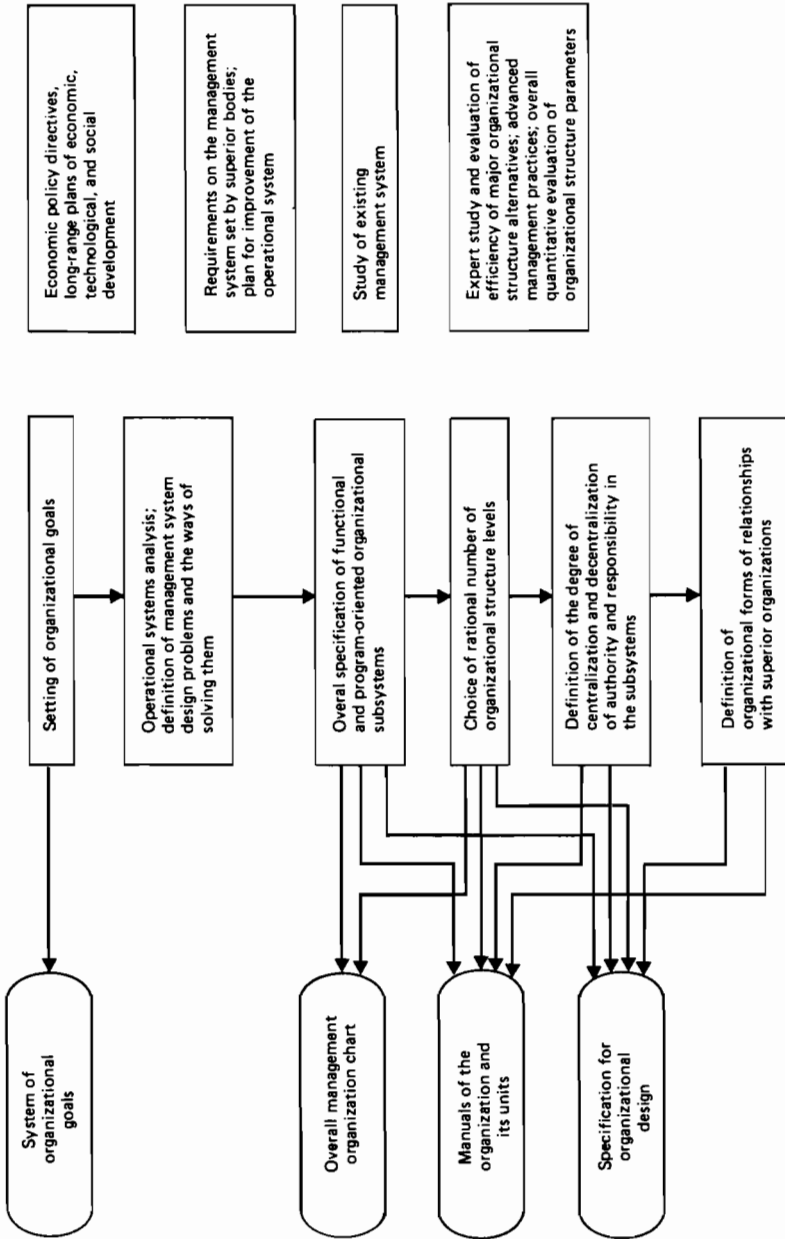 System of
organizational
goals
Overall management
organization chart
Manuals of the
organization and
its units
Specification for
organizational
design
Setting of organizational goals
Operational systems analysis;
definition of management system
design problems and the ways of
solving them
Overal specification of functional
and program-oriented organizational
subsystems
Choice of rational number of
organizational structure levels
Definition of the degree of
centralization and decentralization
of authority and responsibility in
the subsystems
Definition of
organizational forms of relationships
with superior organizations
Economic policy directives,
long-range plans of economic,
technological, and social
development
Requirements on the management
system set by superior bodies;
plan for improvement of the
operational system
Study of existing
management system
Expert study and evaluation of
efficiency of major organizational
structure alternatives; advanced
management practices; overall
quantitative evaluation of
organizational structure parameters